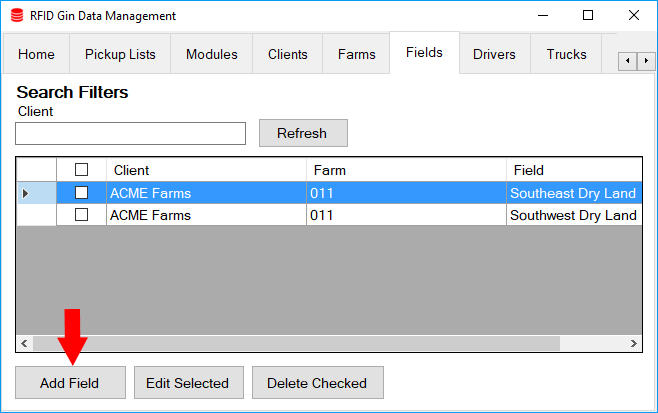 RFID Gin Data Management
Home Pickup Lists Modules Clients Farms Fields Drivers Trucks
Search Filters
Client
Refresh
Client Farm Field
ACME Farms 011 Southeast Dry Land
ACME Farms 011 Southwest Dry Land
Add Field Edit Selected Delete Checked